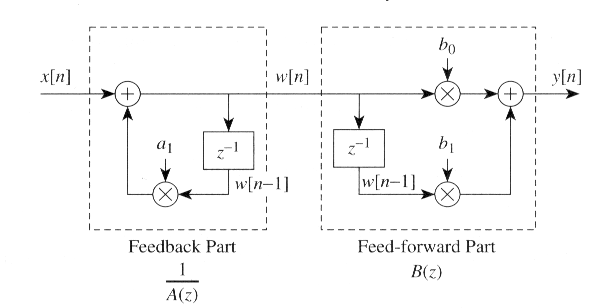 b₀
x[n]
w[n]
y[n]
+
×
+
a₁
z⁻¹
z⁻¹
b₁
×
w[n−1]
w[n−1]
×
Feedback Part
Feed-forward Part
1
A(z)
B(z)